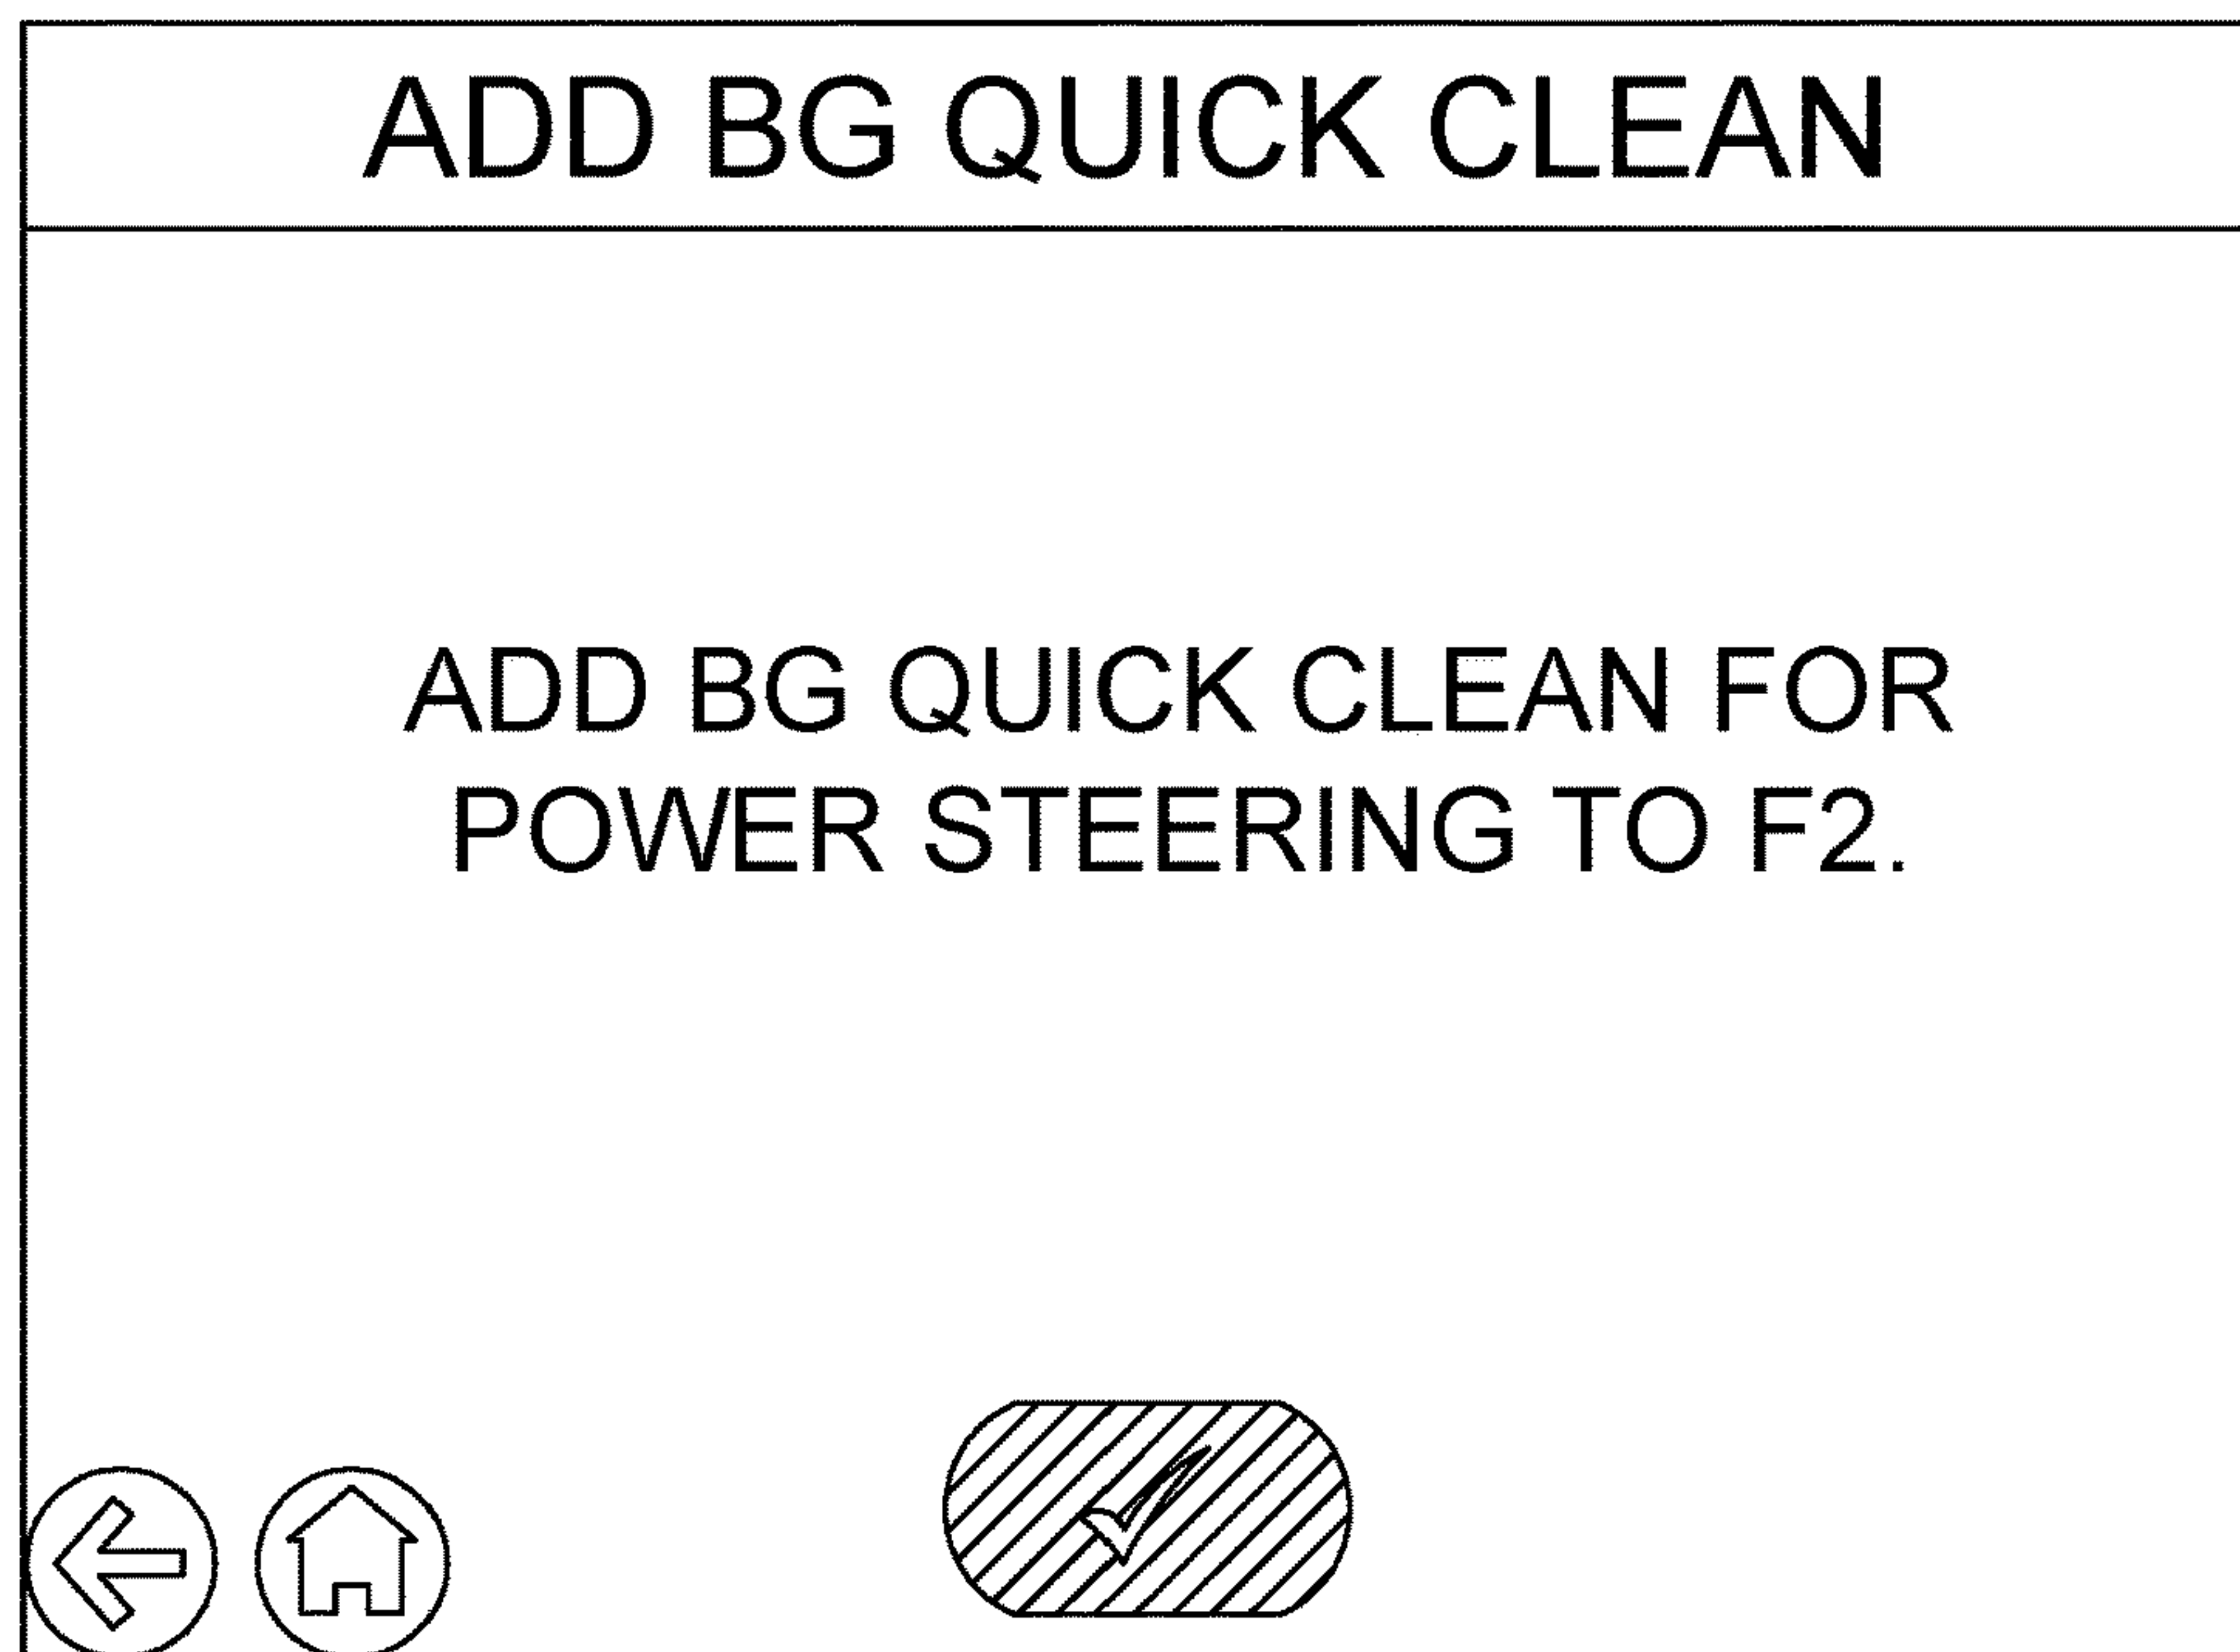 ADD BG QUICK CLEAN
ADD BG QUICK CLEAN FOR
POWER STEERING TO F2.